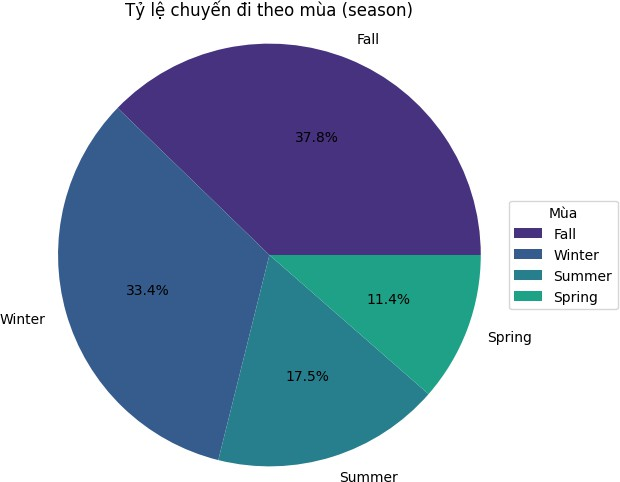 Tỷ lệ chuyến đi theo mùa (season)
Fall
37.8%
Winter
33.4%
Summer
17.5%
Spring
11.4%
Mùa
Fall
Winter
Summer
Spring